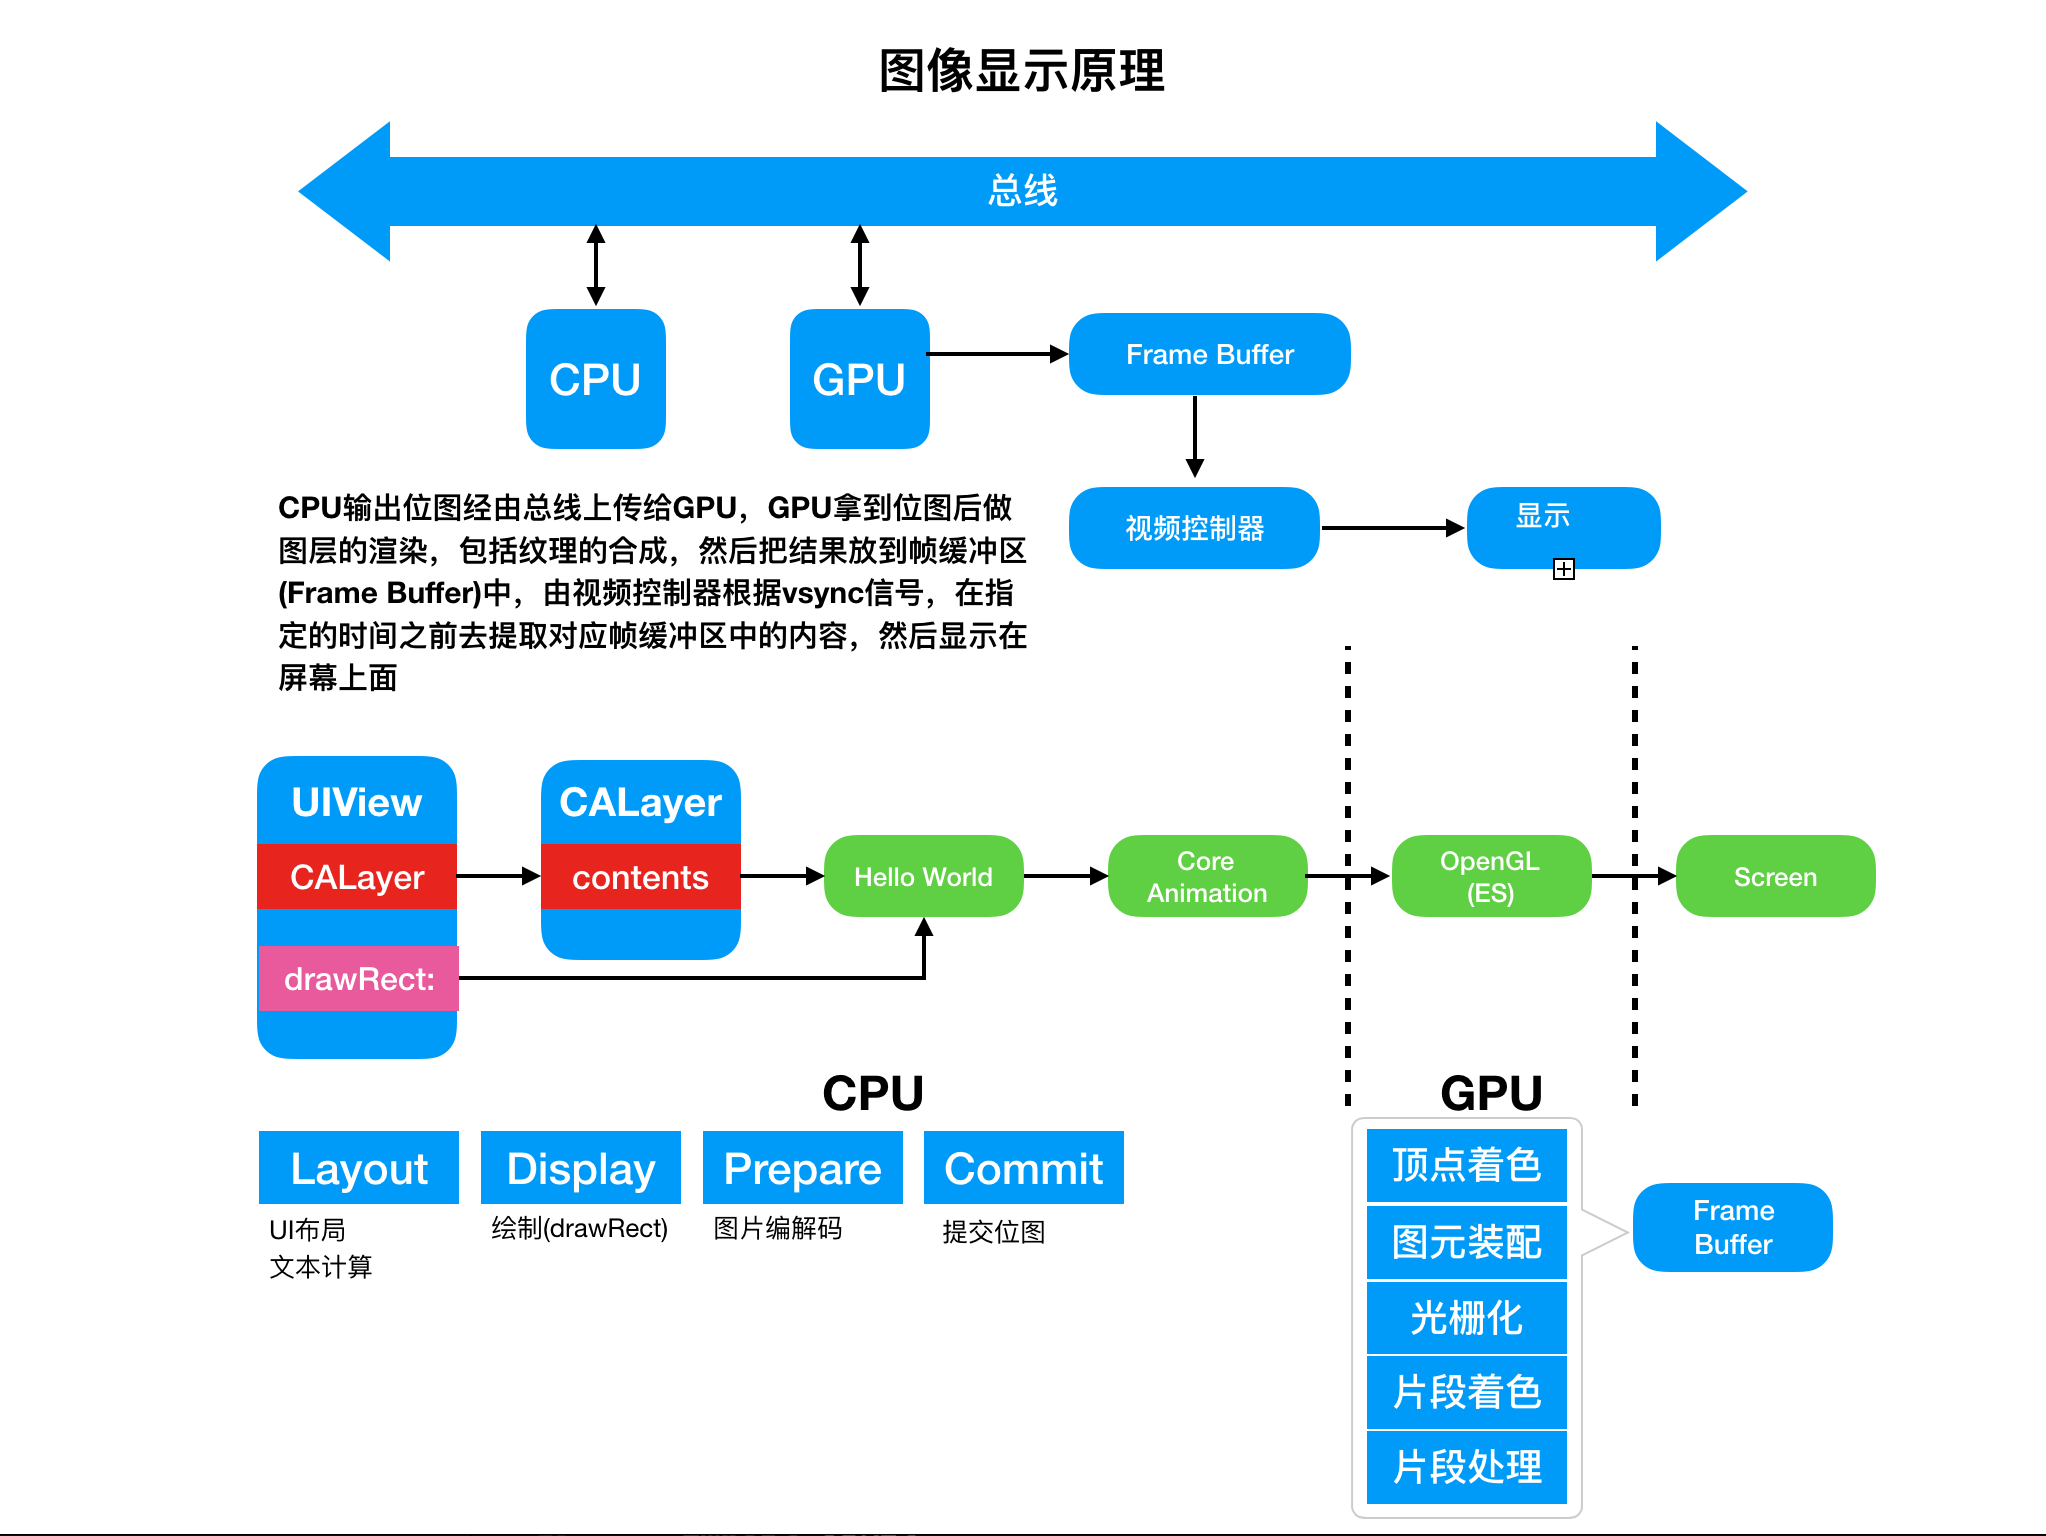 图像显示原理
总线
CPU
GPU
Frame Buffer
视频控制器
显示
CPU输出位图经由总线上传给GPU，GPU拿到位图后做
图层的渲染，包括纹理的合成，然后把结果放到帧缓冲区
(Frame Buffer)中，由视频控制器根据vsync信号，在指
定的时间之前去提取对应帧缓冲区中的内容，然后显示在
屏幕上面
UIView
CALayer
drawRect:
CALayer
contents
Hello World
Core
Animation
OpenGL
(ES)
Screen
CPU
GPU
Layout
Display
Prepare
Commit
UI布局
文本计算
绘制(drawRect)
图片编解码
提交位图
顶点着色
图元装配
光栅化
片段着色
片段处理
Frame
Buffer